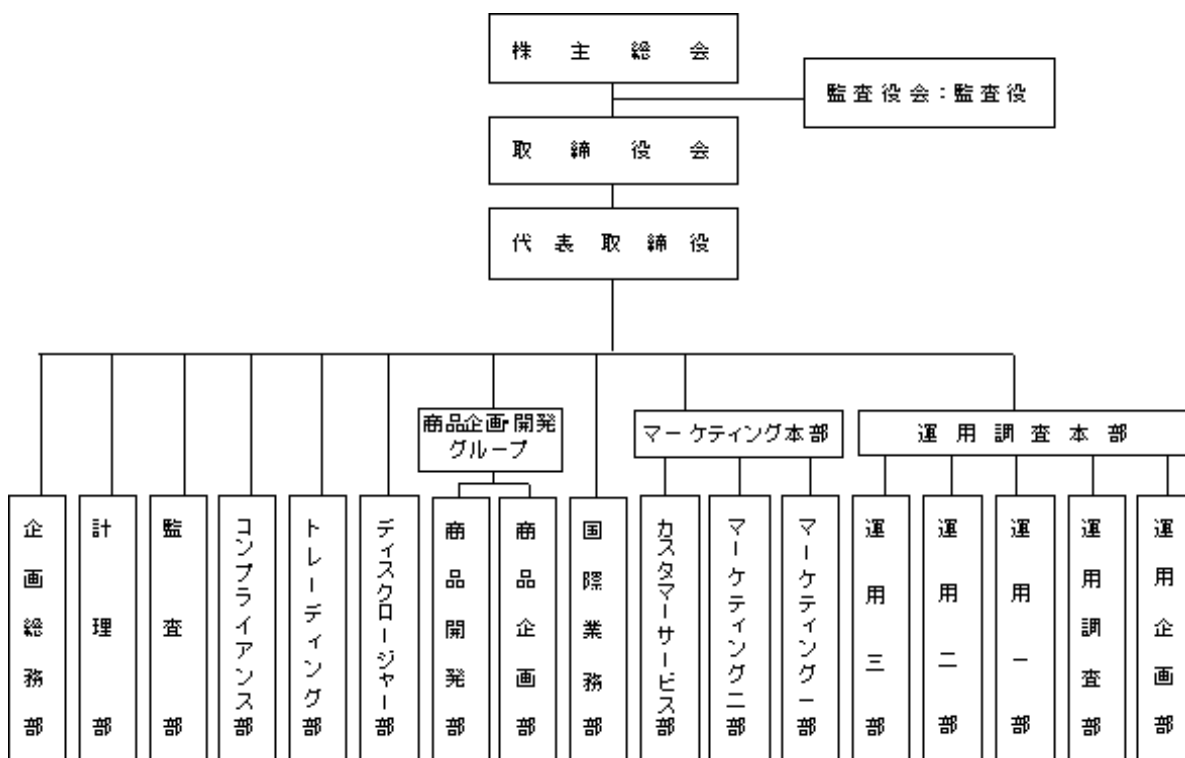 株主総会
監査役会：監査役
取締役会
代表取締役
商品企画・開発
グループ
マーケティング本部
運用調査本部
企画総務部
計理部
監査部
コンプライアンス部
トレーディング部
ディスクロージャー部
商品開発部
商品企画部
国際業務部
カスタマーサービス部
マーケティング二部
マーケティング一部
運用三部
運用二部
運用一部
運用調査部
運用企画部